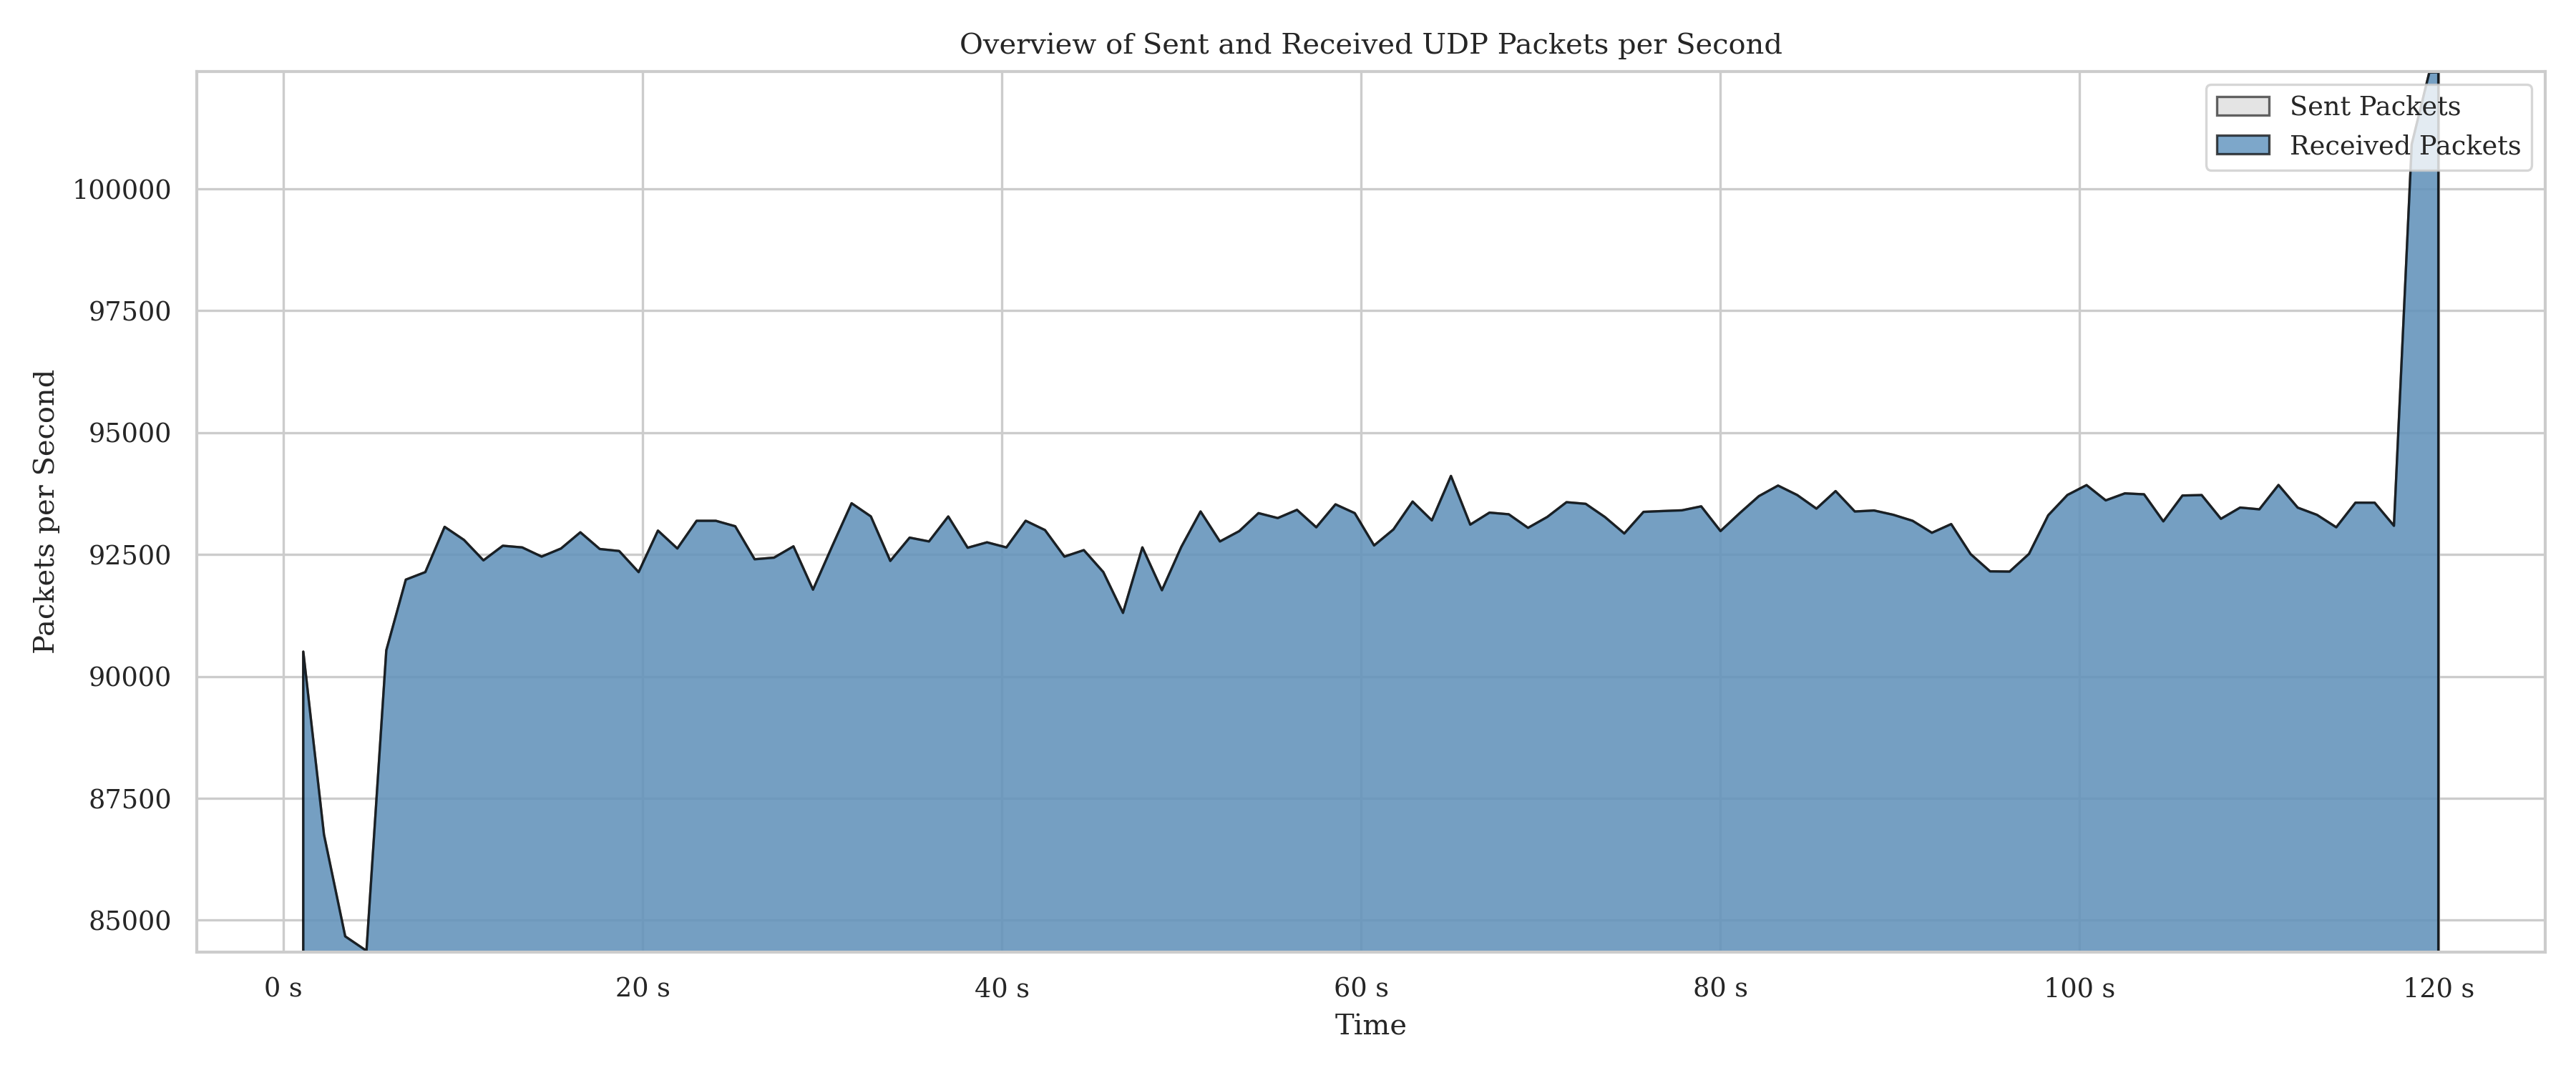 Overview of Sent and Received UDP Packets per Second
Sent Packets
Received Packets
Packets per Second
100000
97500
95000
92500
90000
87500
85000
0 s
20 s
40 s
60 s
80 s
100 s
120 s
Time